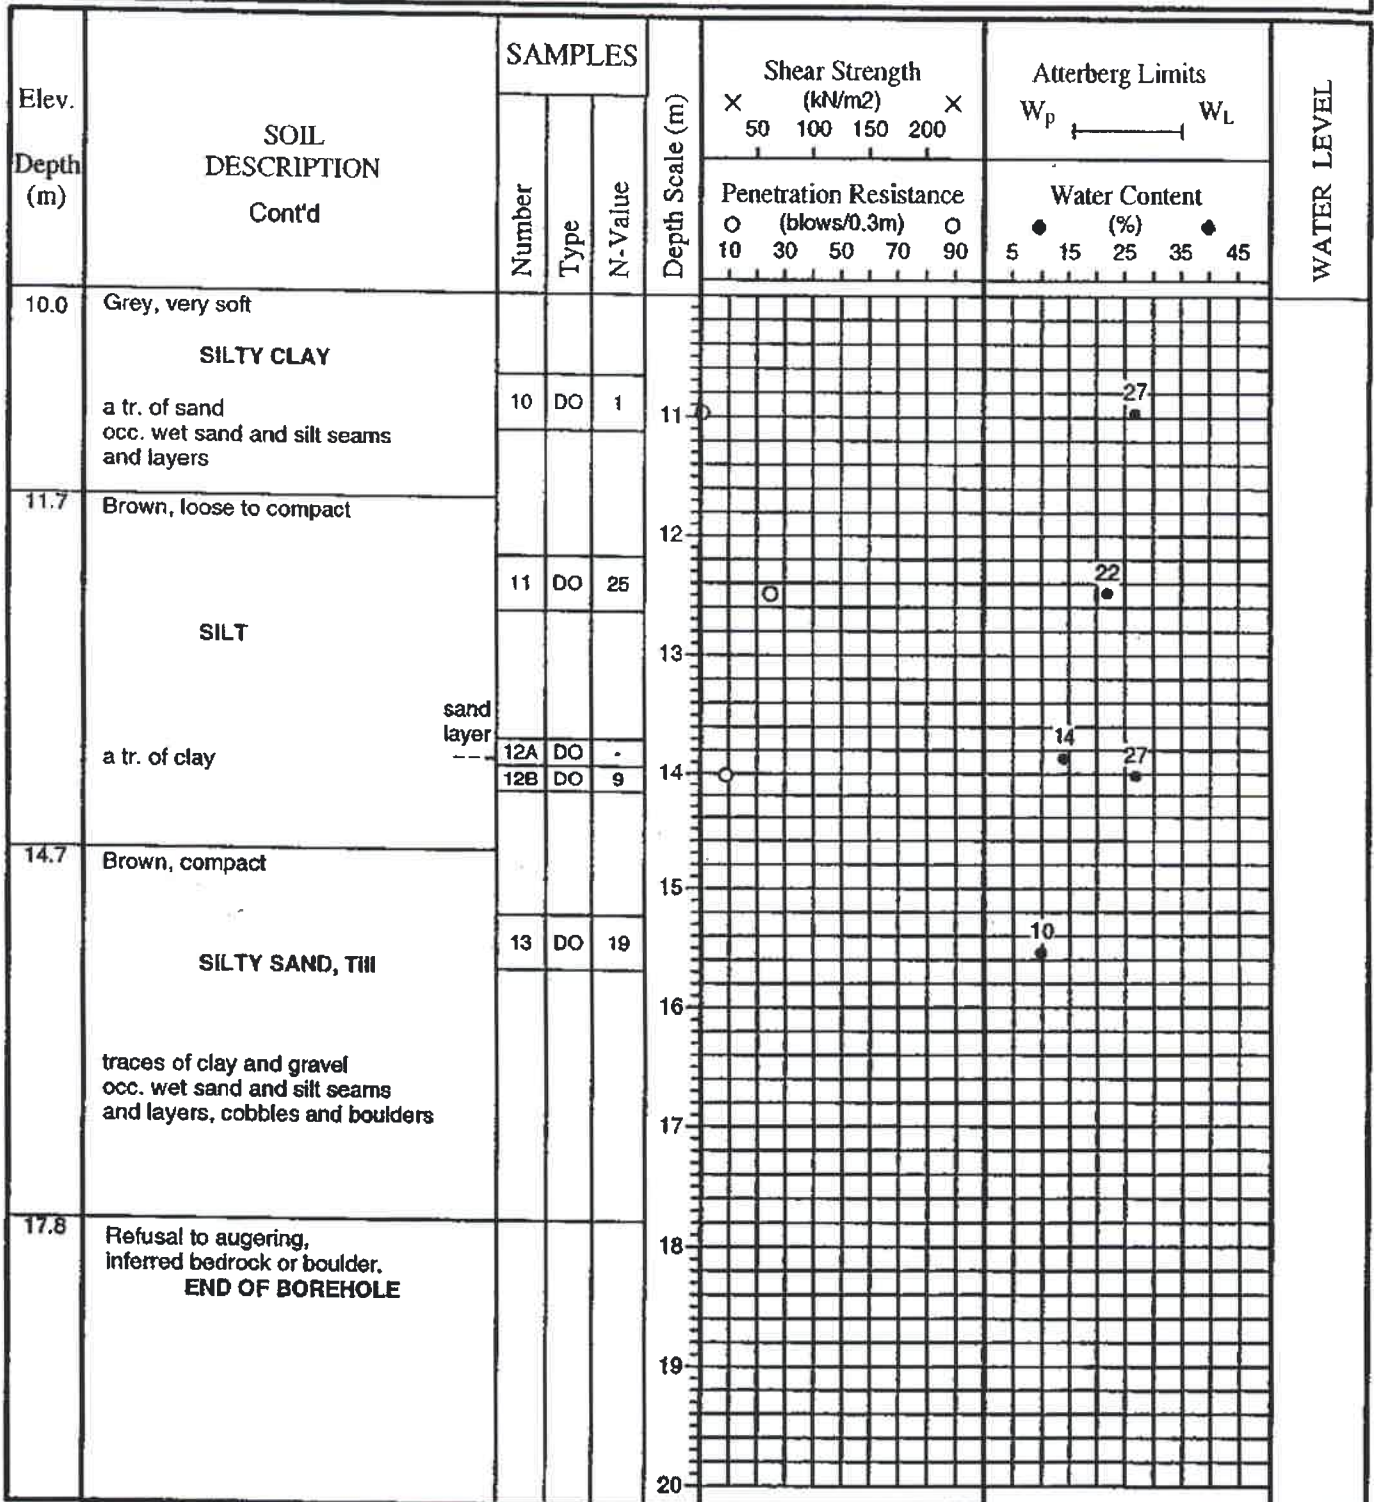 Elev.
Depth
(m)
SOIL
DESCRIPTION
Cont'd
SAMPLES
Number
Type
N-Value
Depth Scale (m)
Shear Strength
× (kN/m2) ×
50 100 150 200
Penetration Resistance
○ (blows/0.3m) ○
10 30 50 70 90
Atterberg Limits
Wp WL
Water Content
● (%) ●
5 15 25 35 45
WATER LEVEL
10.0 Grey, very soft
SILTY CLAY
a tr. of sand
occ. wet sand and silt seams
and layers
10 DO 1
11
27
11.7 Brown, loose to compact
12
11 DO 25
22
SILT
13
sand
layer
a tr. of clay
12A DO -
14
12B DO 9
14
27
14.7 Brown, compact
15
13 DO 19
10
SILTY SAND, Till
16
traces of clay and gravel
occ. wet sand and silt seams
and layers, cobbles and boulders
17
17.8 Refusal to augering,
inferred bedrock or boulder.
END OF BOREHOLE
18
19
20